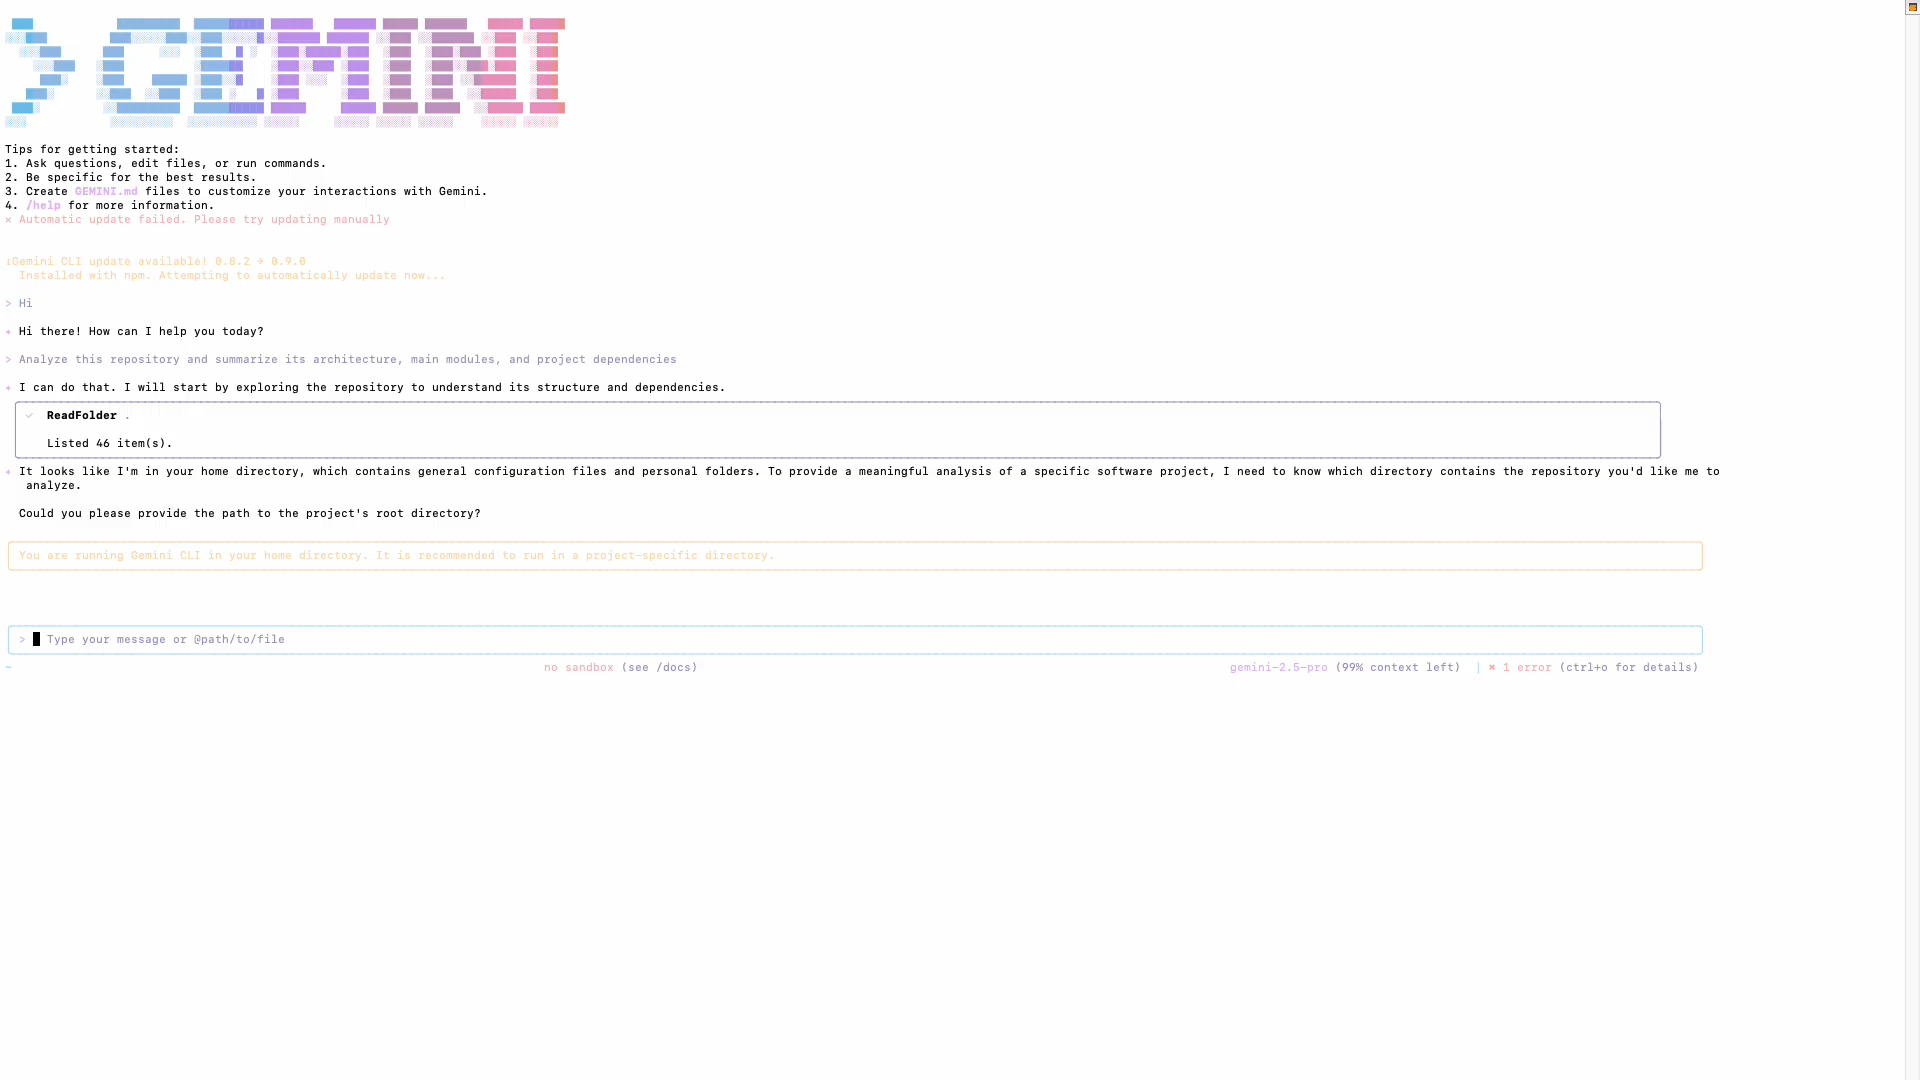 > GEMINI
Tips for getting started:
1. Ask questions, edit files, or run commands.
2. Be specific for the best results.
3. Create GEMINI.md files to customize your interactions with Gemini.
4. /help for more information.
✕ Automatic update failed. Please try updating manually
↓Gemini CLI update available! 0.8.2 → 0.9.0
Installed with npm. Attempting to automatically update now...
> Hi
✦ Hi there! How can I help you today?
> Analyze this repository and summarize its architecture, main modules, and project dependencies
✦ I can do that. I will start by exploring the repository to understand its structure and dependencies.
✓ ReadFolder .
Listed 46 item(s).
✦ It looks like I'm in your home directory, which contains general configuration files and personal folders. To provide a meaningful analysis of a specific software project, I need to know which directory contains the repository you'd like me to
analyze.
Could you please provide the path to the project's root directory?
You are running Gemini CLI in your home directory. It is recommended to run in a project-specific directory.
> Type your message or @path/to/file
~ no sandbox (see /docs) gemini-2.5-pro (99% context left) | ✖ 1 error (ctrl+o for details)